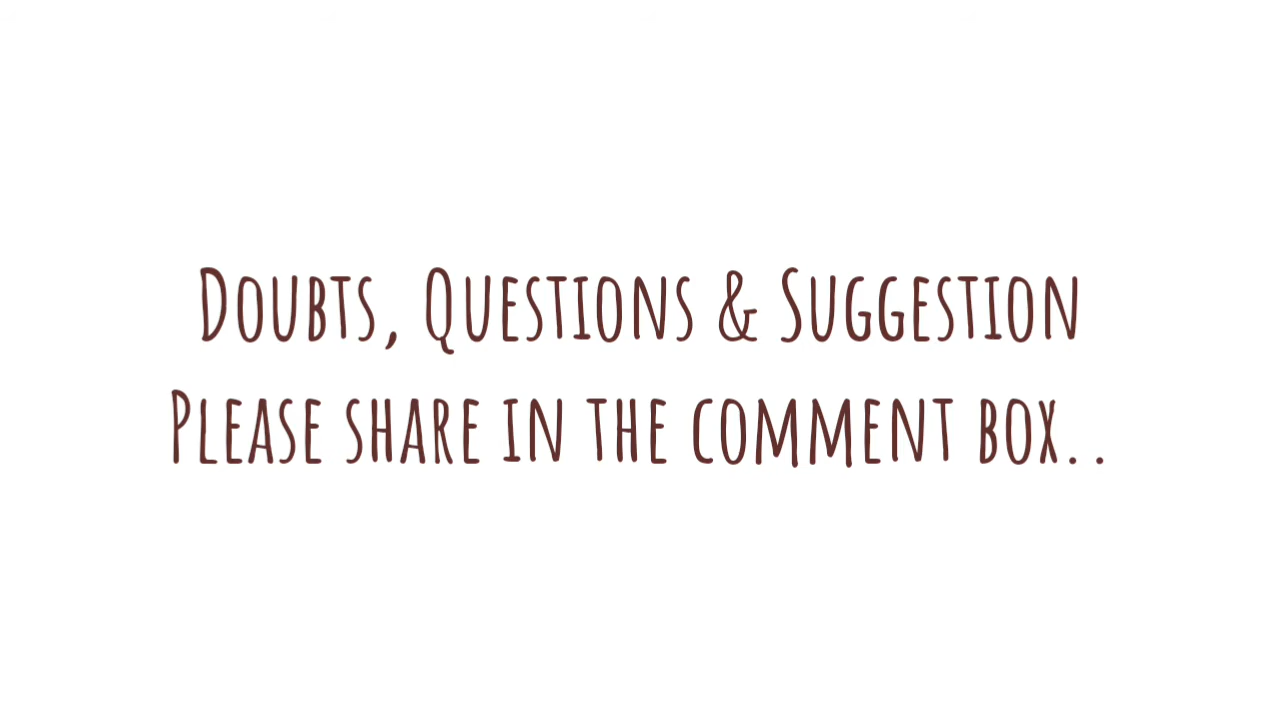 Doubts, Questions & Suggestion
Please share in the comment box..